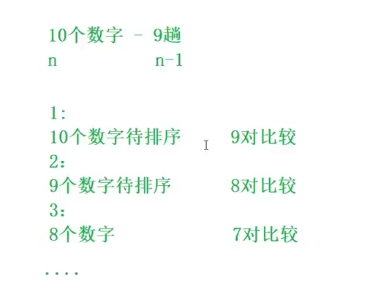 10个数字 - 9趟
n n-1
1:
10个数字待排序 9对比较
2:
9个数字待排序 8对比较
3:
8个数字 7对比较
....